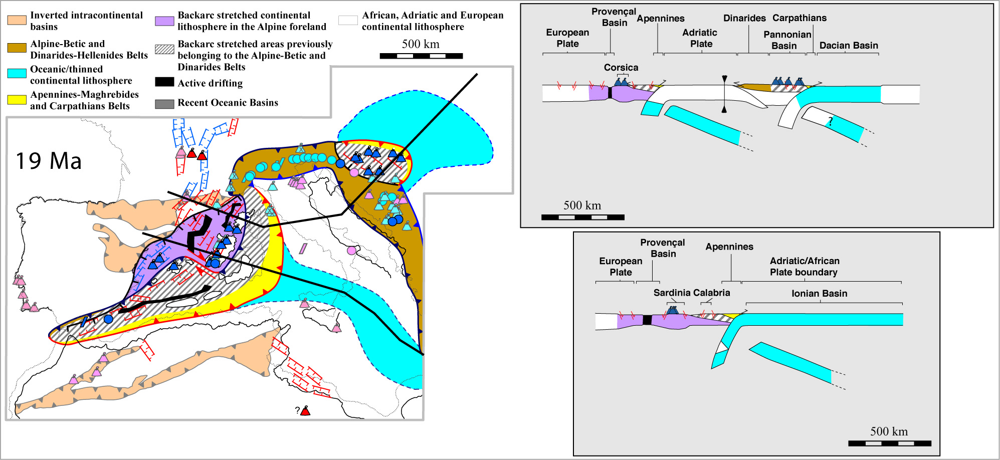 Inverted intracontinental
basins
Alpine-Betic and
Dinarides-Hellenides Belts
Oceanic/thinned
continental lithosphere
Apennines-Maghrebides
and Carpathians Belts
Backarc stretched continental
lithosphere in the Alpine foreland
Backarc stretched areas previously
belonging to the Alpine-Betic and
Dinarides Belts
Active drifting
Recent Oceanic Basins
African, Adriatic and European
continental lithosphere
500 km
19 Ma
?
Provençal
Basin
Apennines
Dinarides
Carpathians
European
Plate
Adriatic
Plate
Pannonian
Basin
Dacian Basin
Corsica
?
500 km
Provençal
Basin
Apennines
European
Plate
Adriatic/African
Plate boundary
Sardinia
Calabria
Ionian Basin
500 km